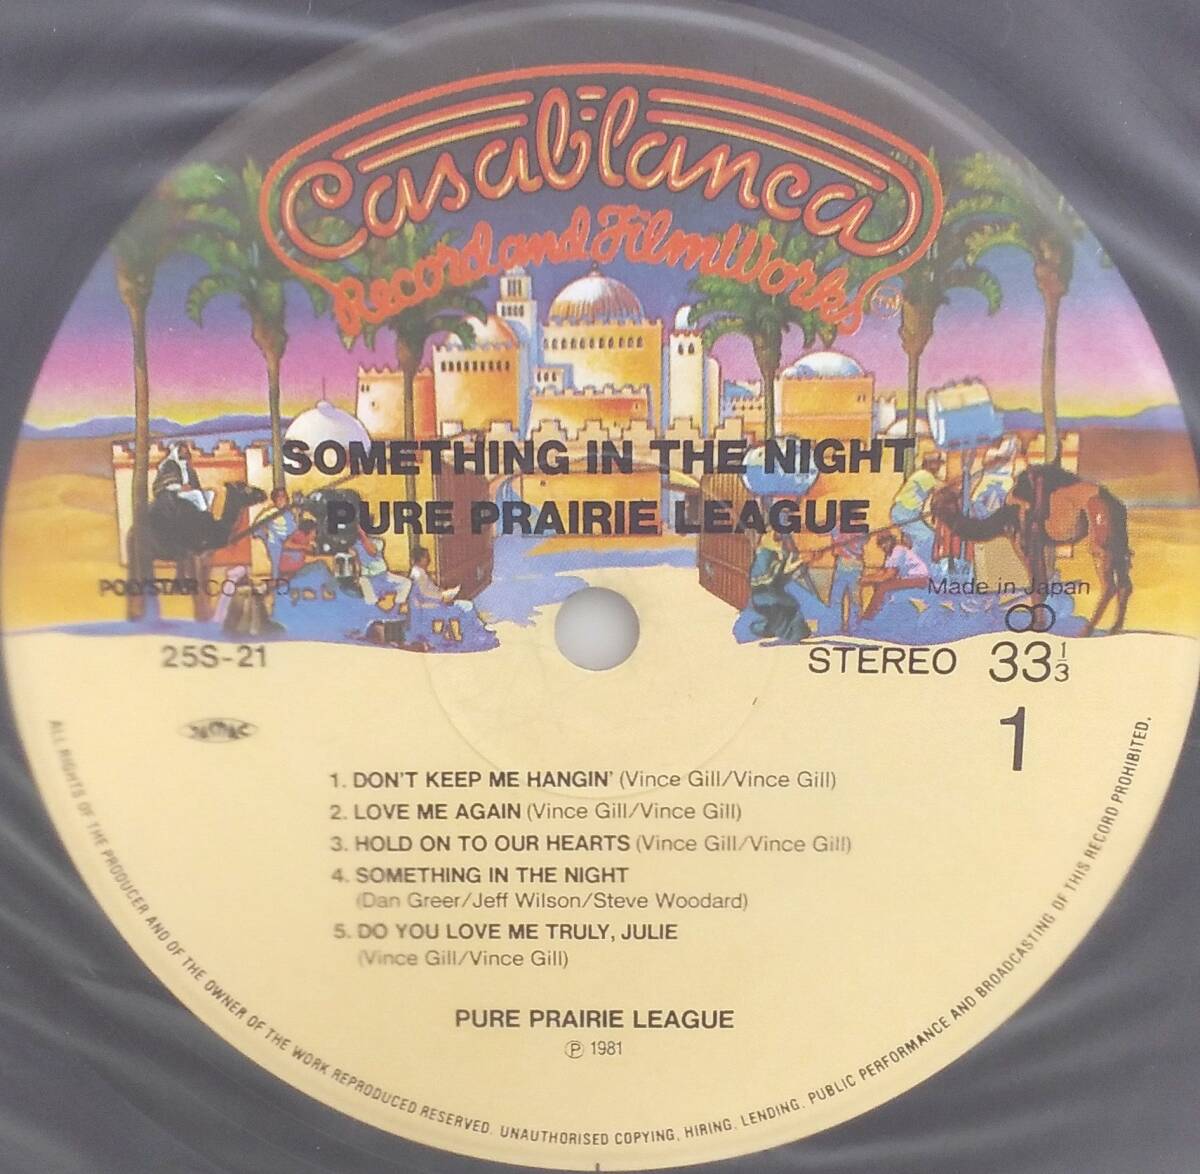 Casablanca
Record and FilmWorks
TM
SOMETHING IN THE NIGHT
PURE PRAIRIE LEAGUE
POLYSTAR CO., LTD.
Made in Japan
25S-21
STEREO 33 1/3
1
1. DON'T KEEP ME HANGIN' (Vince Gill/Vince Gill)
2. LOVE ME AGAIN (Vince Gill/Vince Gill)
3. HOLD ON TO OUR HEARTS (Vince Gill/Vince Gill)
4. SOMETHING IN THE NIGHT
(Dan Greer/Jeff Wilson/Steve Woodard)
5. DO YOU LOVE ME TRULY, JULIE
(Vince Gill/Vince Gill)
PURE PRAIRIE LEAGUE
Ⓟ 1981
ALL RIGHTS OF THE PRODUCER AND OF THE OWNER OF THE WORK REPRODUCED RESERVED. UNAUTHORISED COPYING, HIRING, LENDING, PUBLIC PERFORMANCE AND BROADCASTING OF THIS RECORD PROHIBITED.